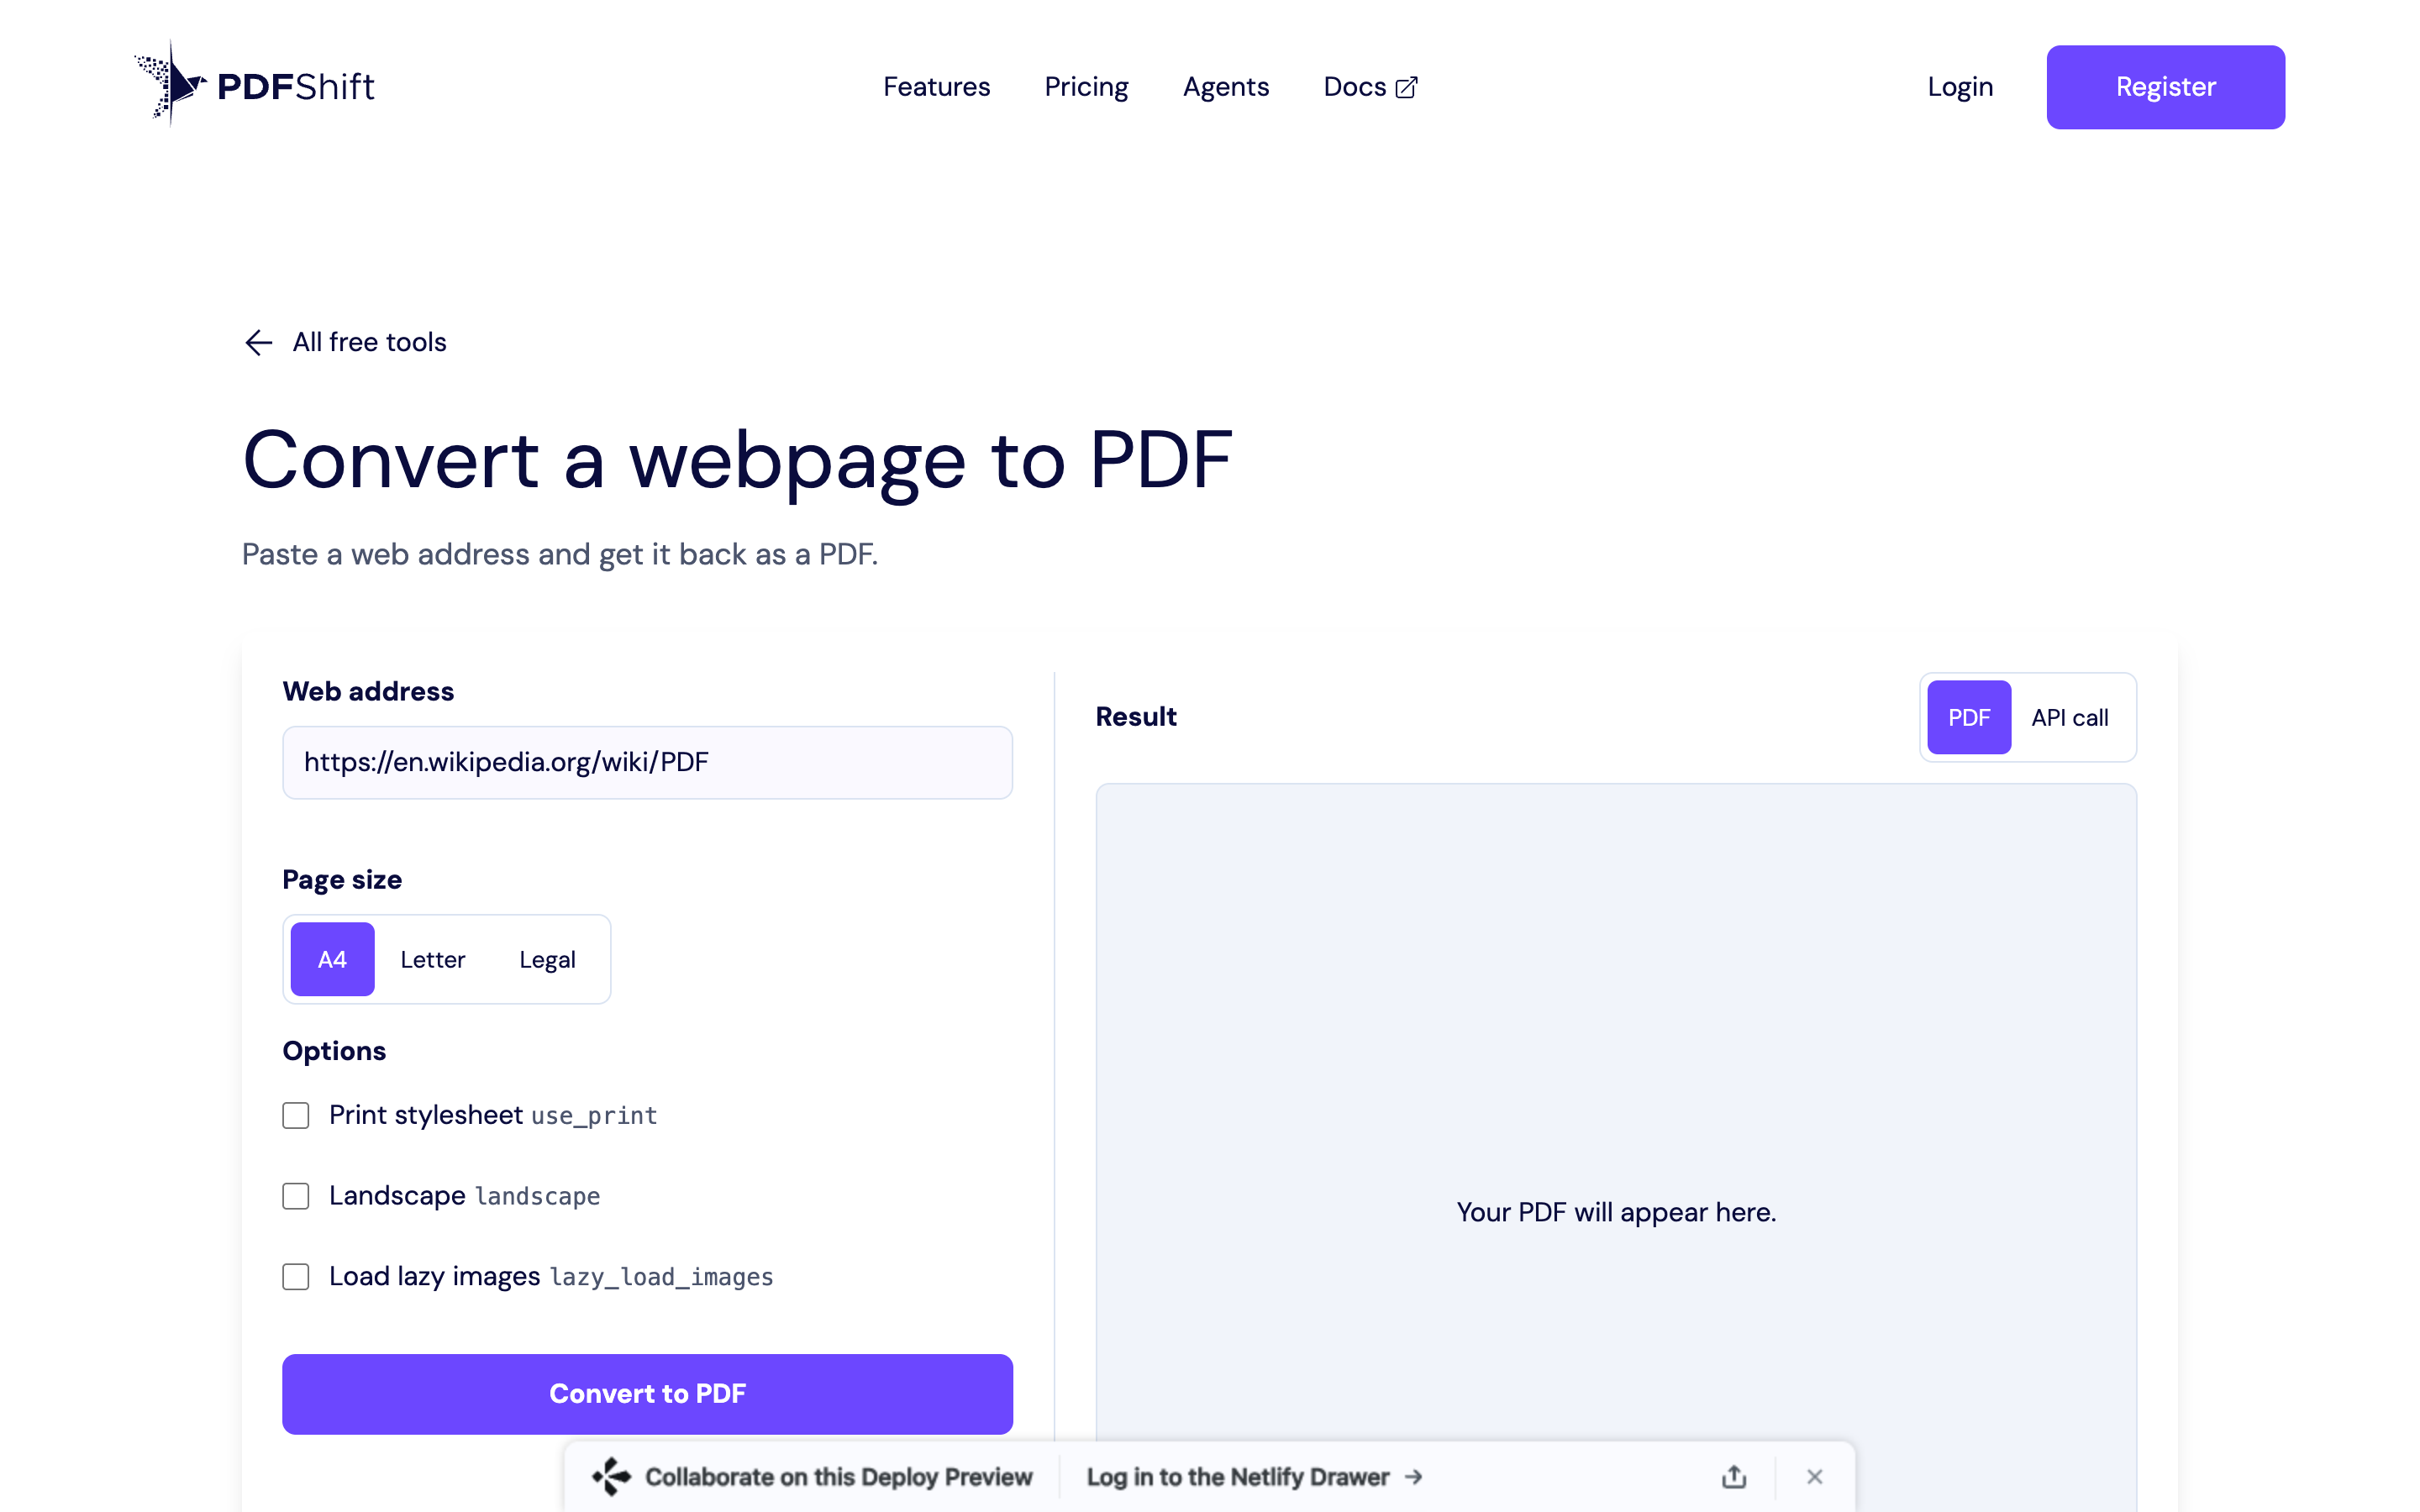 PDFShift
Features
Pricing
Agents
Docs
Login
Register
All free tools
Convert a webpage to PDF
Paste a web address and get it back as a PDF.
Web address
https://en.wikipedia.org/wiki/PDF
Page size
A4
Letter
Legal
Options
Print stylesheet use_print
Landscape landscape
Load lazy images lazy_load_images
Convert to PDF
Result
PDF
API call
Your PDF will appear here.
Collaborate on this Deploy Preview
Log in to the Netlify Drawer →